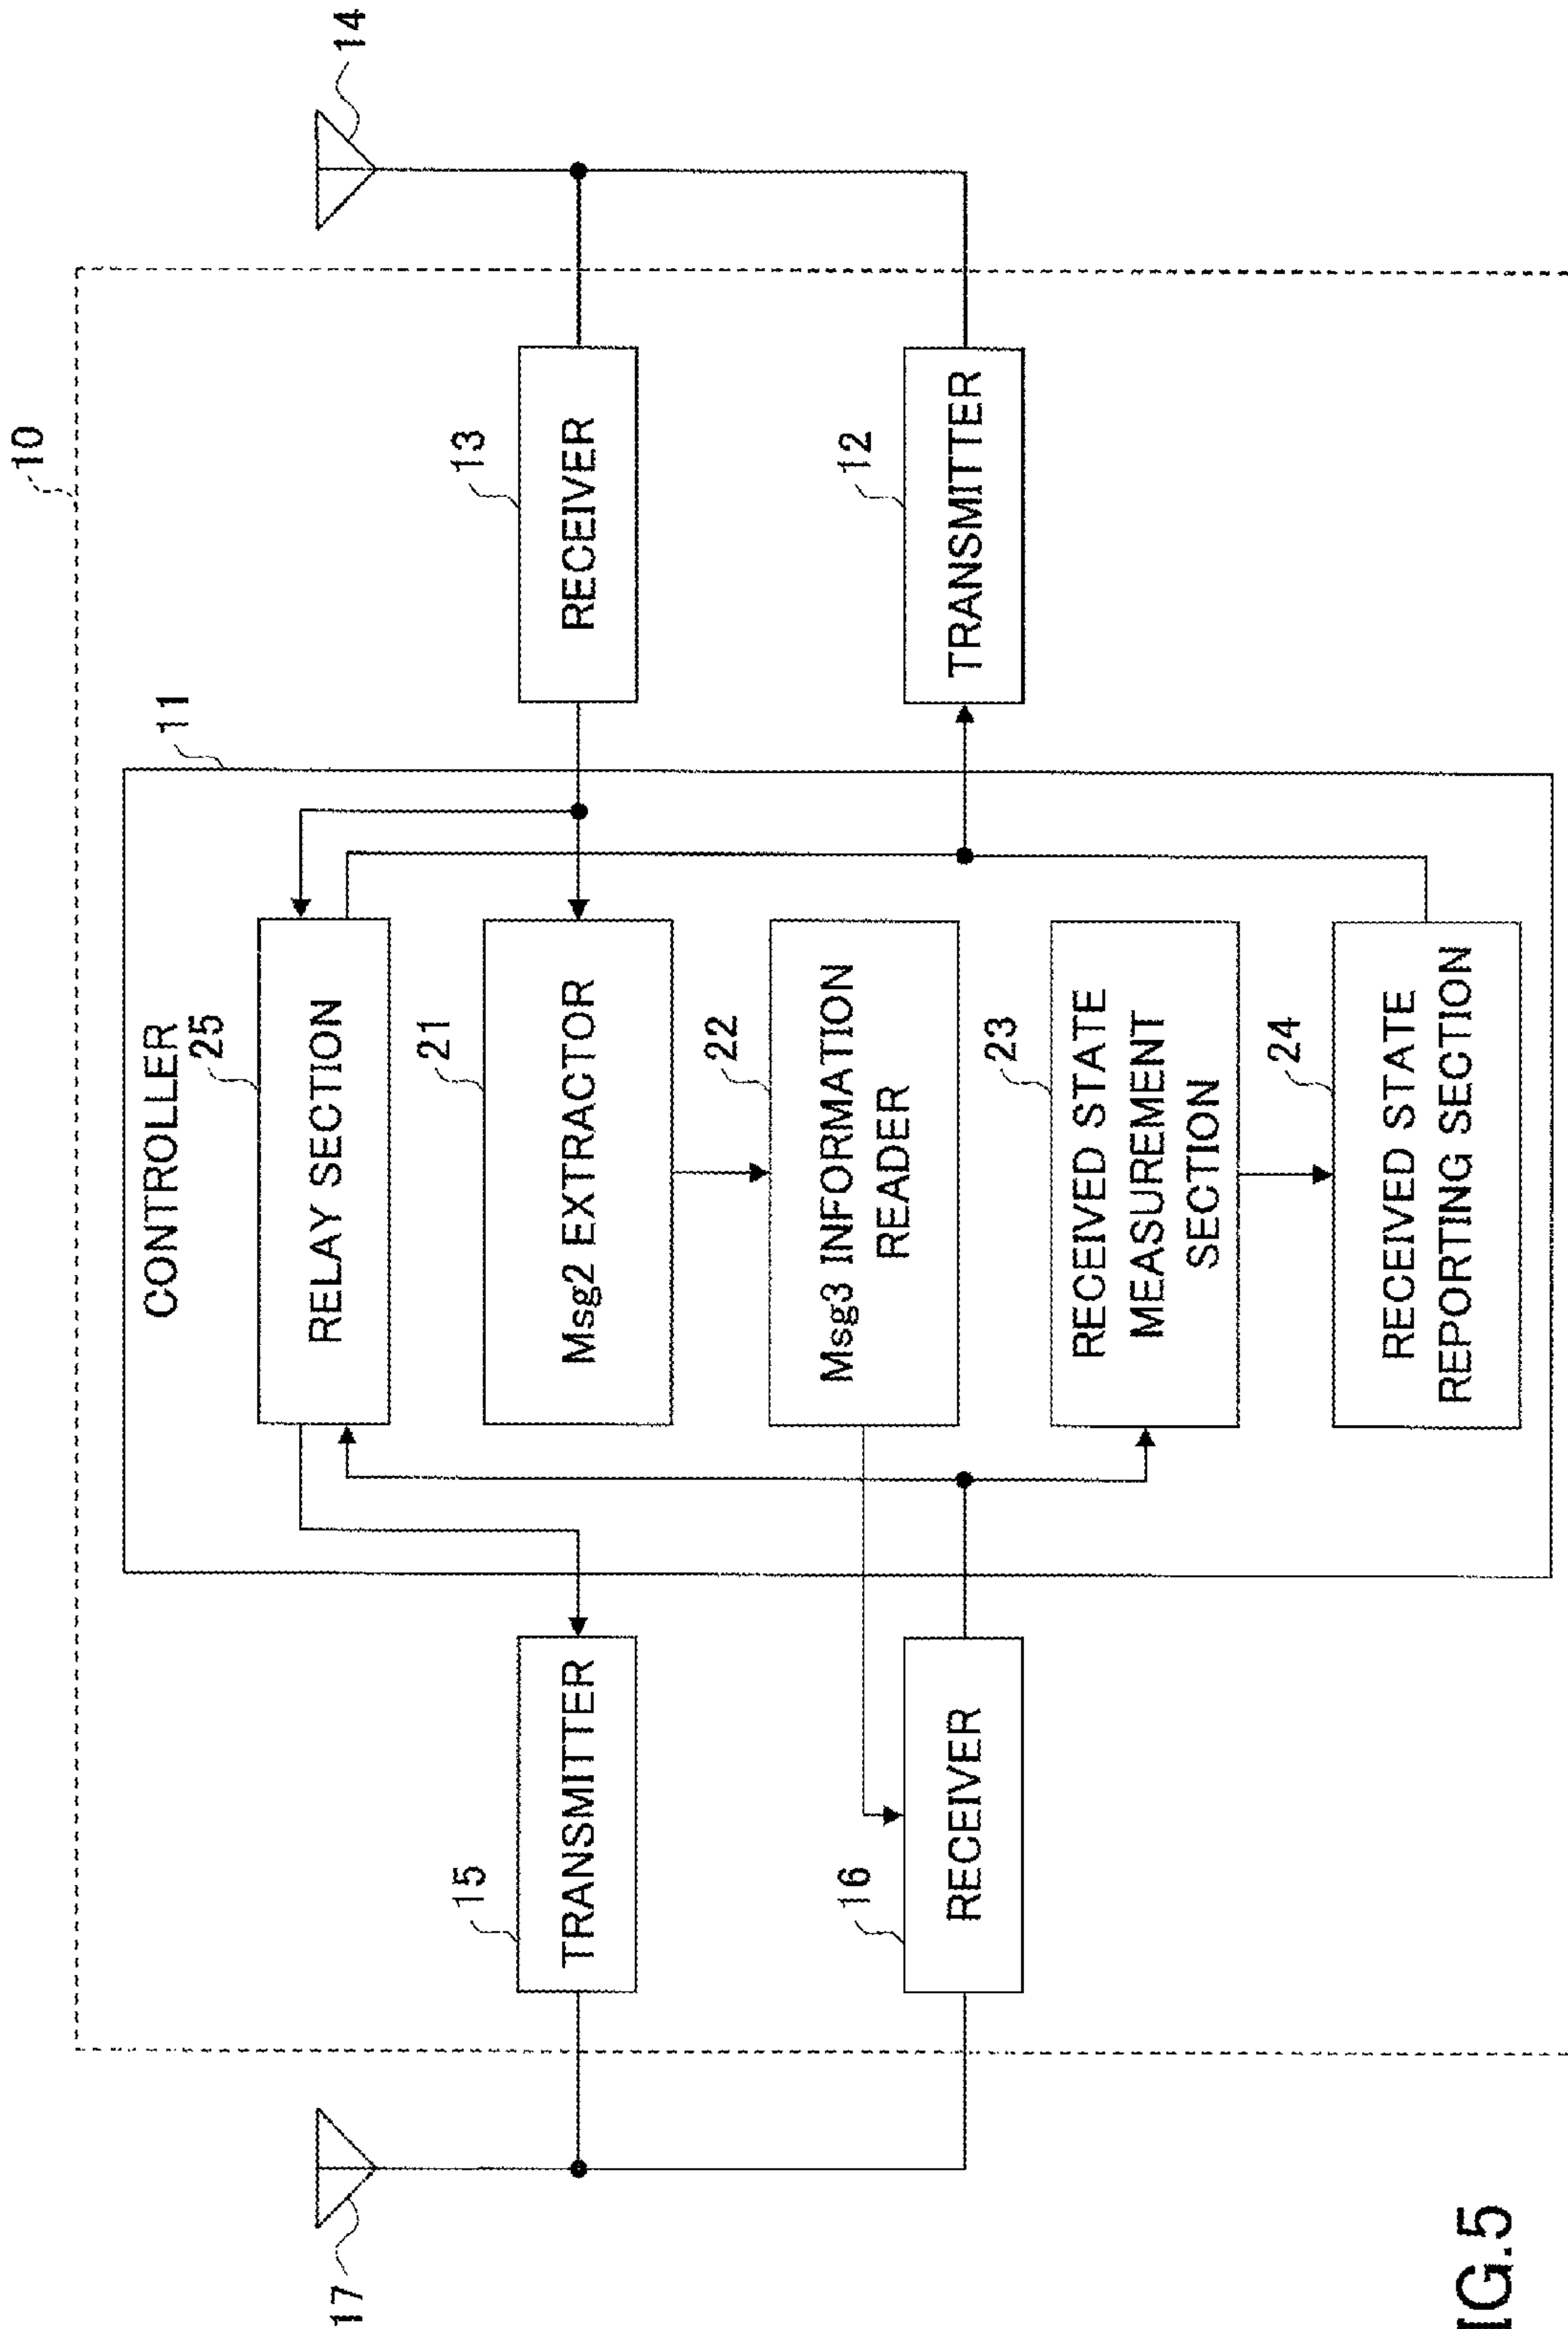 10
14
17
CONTROLLER
11
RELAY SECTION
25
Msg2 EXTRACTOR
21
Msg3 INFORMATION
READER
22
RECEIVED STATE
MEASUREMENT
SECTION
23
RECEIVED STATE
REPORTING SECTION
24
TRANSMITTER
15
RECEIVER
16
RECEIVER
13
TRANSMITTER
12
IG.5